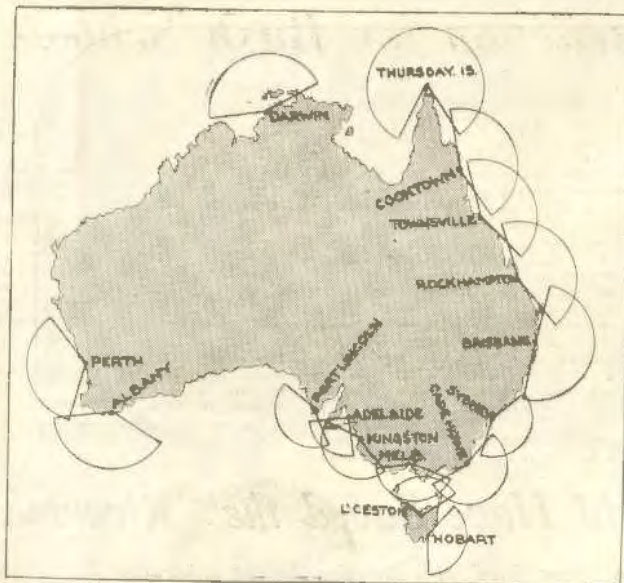 THURSDAY. IS.
DARWIN
COOKTOWN
TOWNSVILLE
ROCKHAMPTON
BRISBANE
PERTH
ALBANY
PORT LINCOLN
ADELAIDE
KINGSTON
MELB.
CAPE HOWE
SYDNEY
L'CESTON
HOBART